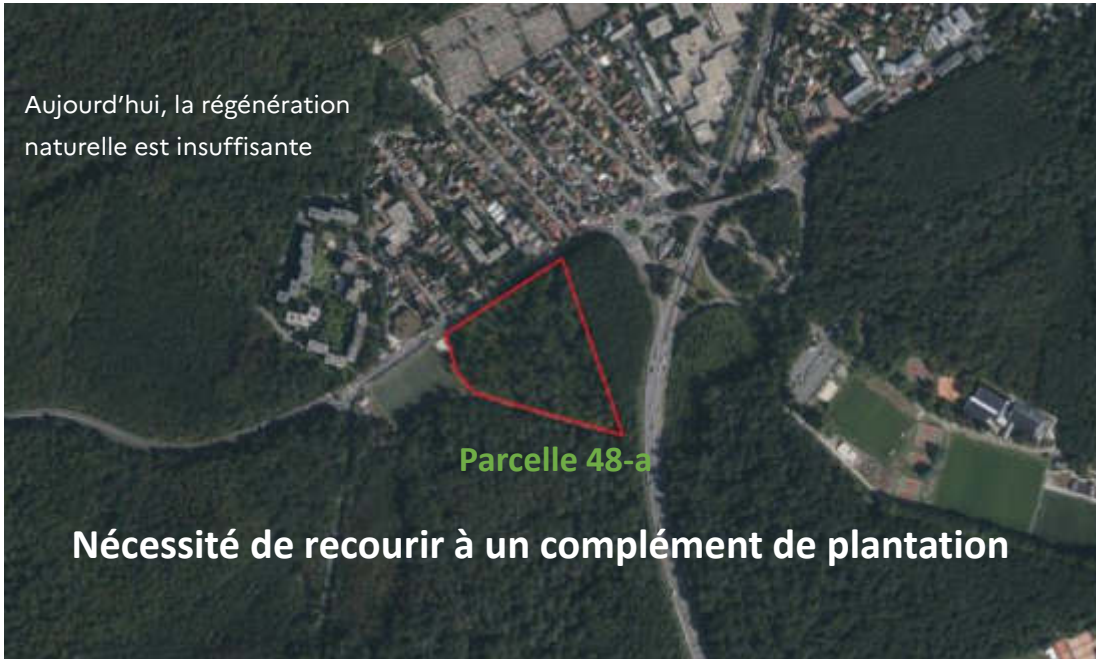 Aujourd’hui, la régénération
naturelle est insuffisante
Parcelle 48-a
Nécessité de recourir à un complément de plantation